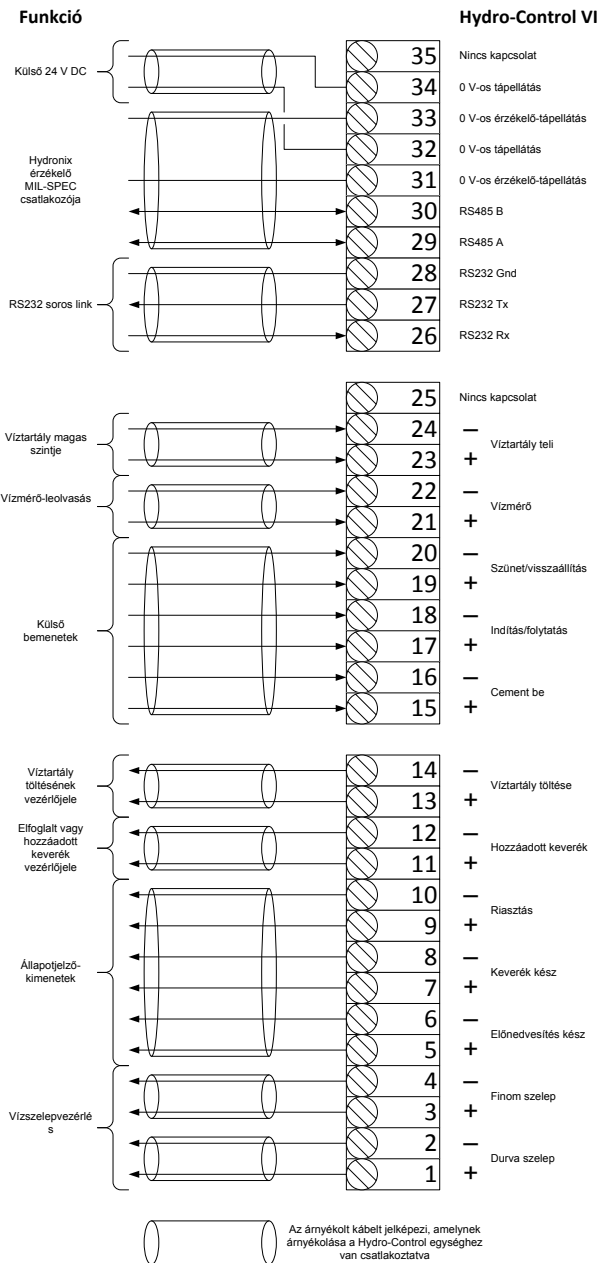 Funkció Hydro-Control VI
Külső 24 V DC
35 Nincs kapcsolat
34 0 V-os tápellátás
33 0 V-os érzékelő-tápellátás
32 0 V-os tápellátás
Hydronix
érzékelő
MIL-SPEC
csatlakozója
31 0 V-os érzékelő-tápellátás
30 RS485 B
29 RS485 A
RS232 soros link
28 RS232 Gnd
27 RS232 Tx
26 RS232 Rx
25 Nincs kapcsolat
Víztartály magas
szintje
24 –
Víztartály teli
23 +
Vízmérő-leolvasás
22 –
Vízmérő
21 +
Külső
bemenetek
20 –
Szünet/visszaállítás
19 +
18 –
Indítás/folytatás
17 +
16 –
Cement be
15 +
Víztartály
töltésének
vezérlőjele
14 –
Víztartály töltése
13 +
Elfoglalt vagy
hozzáadott
keverék
vezérlőjele
12 –
Hozzáadott keverék
11 +
Állapotjelző-
kimenetek
10 –
Riasztás
9 +
8 –
Keverék kész
7 +
6 –
Előnedvesítés kész
5 +
Vízszelepvezérlé
s
4 –
Finom szelep
3 +
2 –
Durva szelep
1 +
Az árnyékolt kábelt jelképezi, amelynek
árnyékolása a Hydro-Control egységhez
van csatlakoztatva